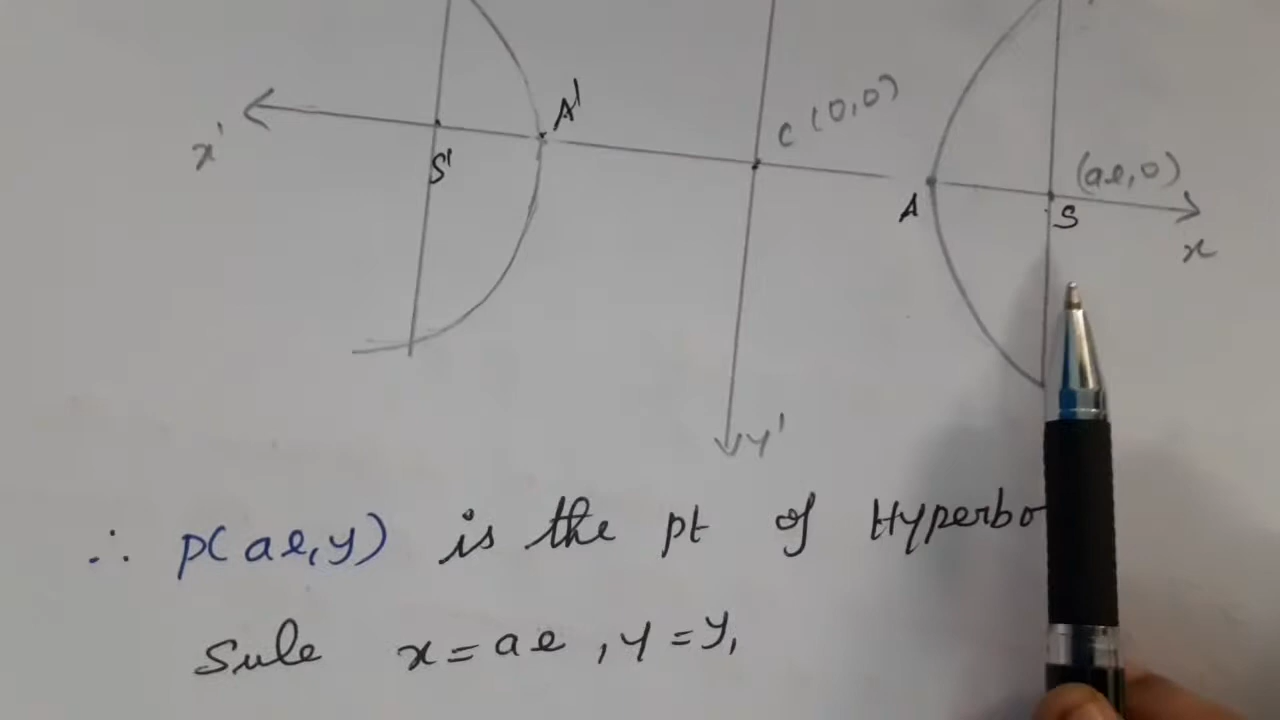 A'
C (0,0)
x'
S'
(ae,0)
A
S
x
y'
∴ P(ae,y) is the pt of Hyperbo
Sule x=ae, y=y,